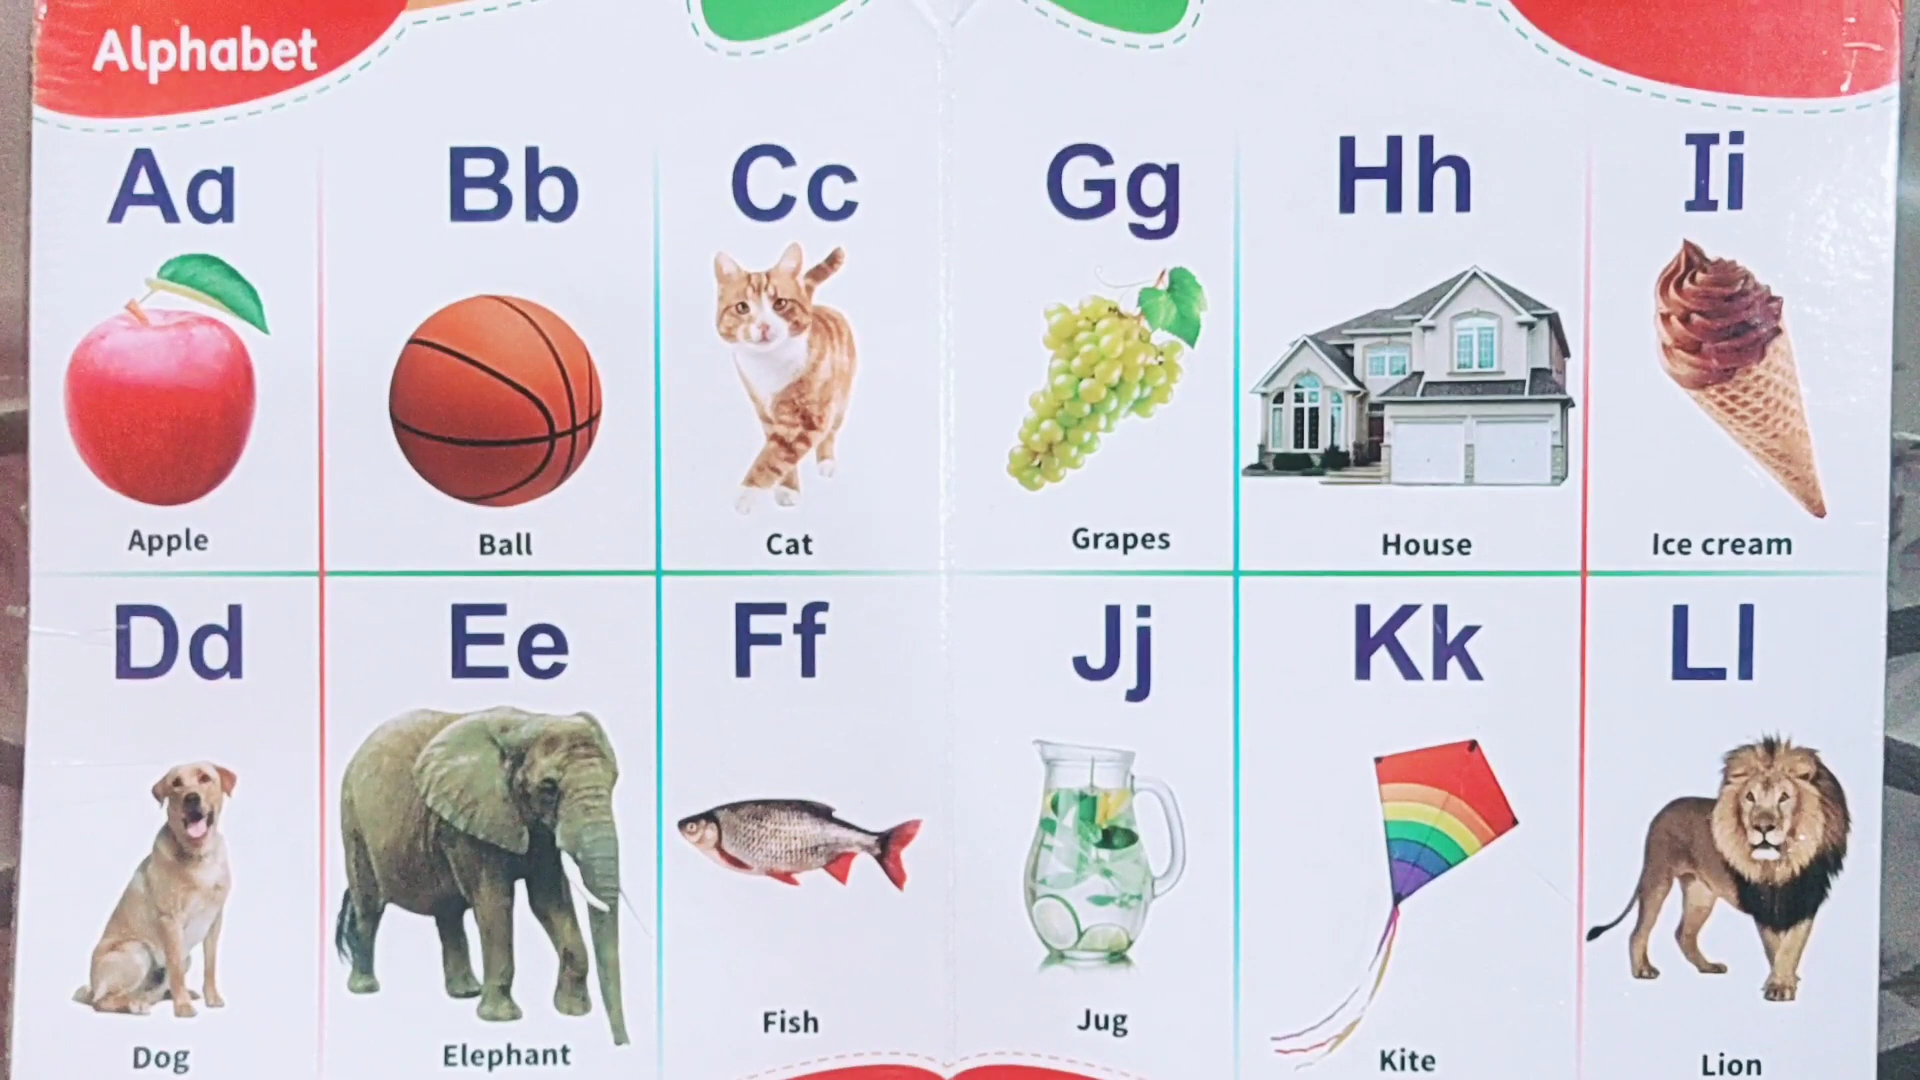 Alphabet
Aa
Bb
Cc
Apple
Ball
Cat
Dd
Ee
Ff
Dog
Elephant
Fish
Gg
Hh
Ii
Grapes
House
Ice cream
Jj
Kk
Ll
Jug
Kite
Lion